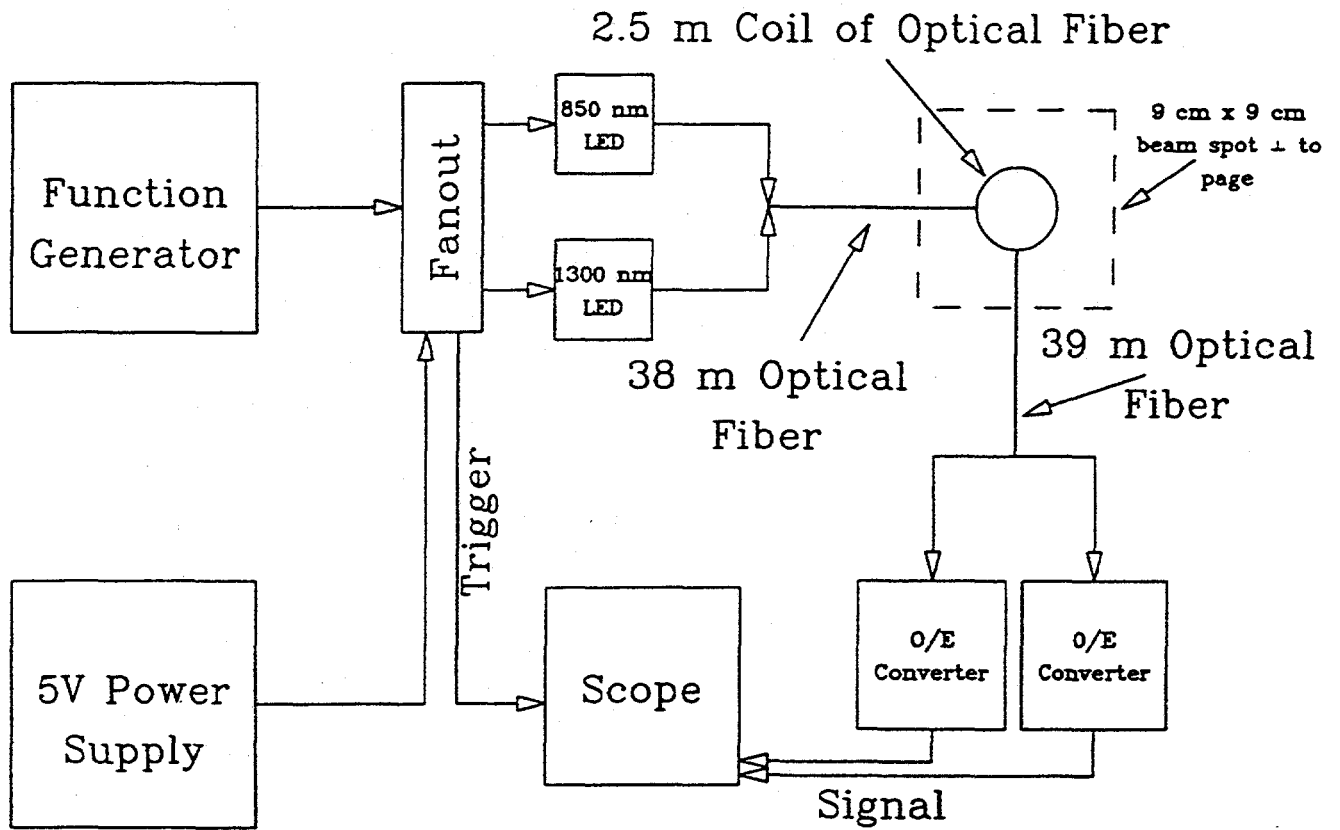 2.5 m Coil of Optical Fiber
Function
Generator
Fanout
850 nm
LED
1300 nm
LED
9 cm x 9 cm
beam spot ⊥ to
page
38 m Optical
Fiber
39 m Optical
Fiber
Trigger
5V Power
Supply
Scope
O/E
Converter
O/E
Converter
Signal